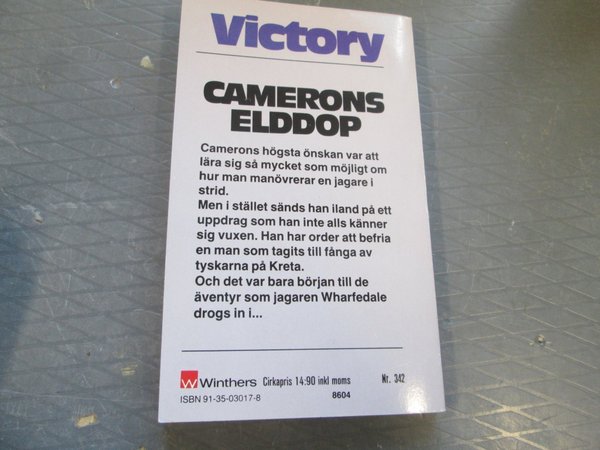 Victory
CAMERONS
ELDDOP
Camerons högsta önskan var att
lära sig så mycket som möjligt om
hur man manövrerar en jagare i
strid.
Men i stället sänds han iland på ett
uppdrag som han inte alls känner
sig vuxen. Han har order att befria
en man som tagits till fånga av
tyskarna på Kreta.
Och det var bara början till de
äventyr som jagaren Wharfedale
drogs in i...
Winthers Cirkapris 14:90 inkl moms Nr. 342
ISBN 91-35-03017-8 8604